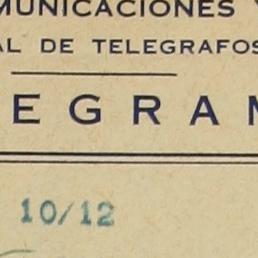 MUNICACIONES Y
AL DE TELEGRAFOS
EGRAM
10/12